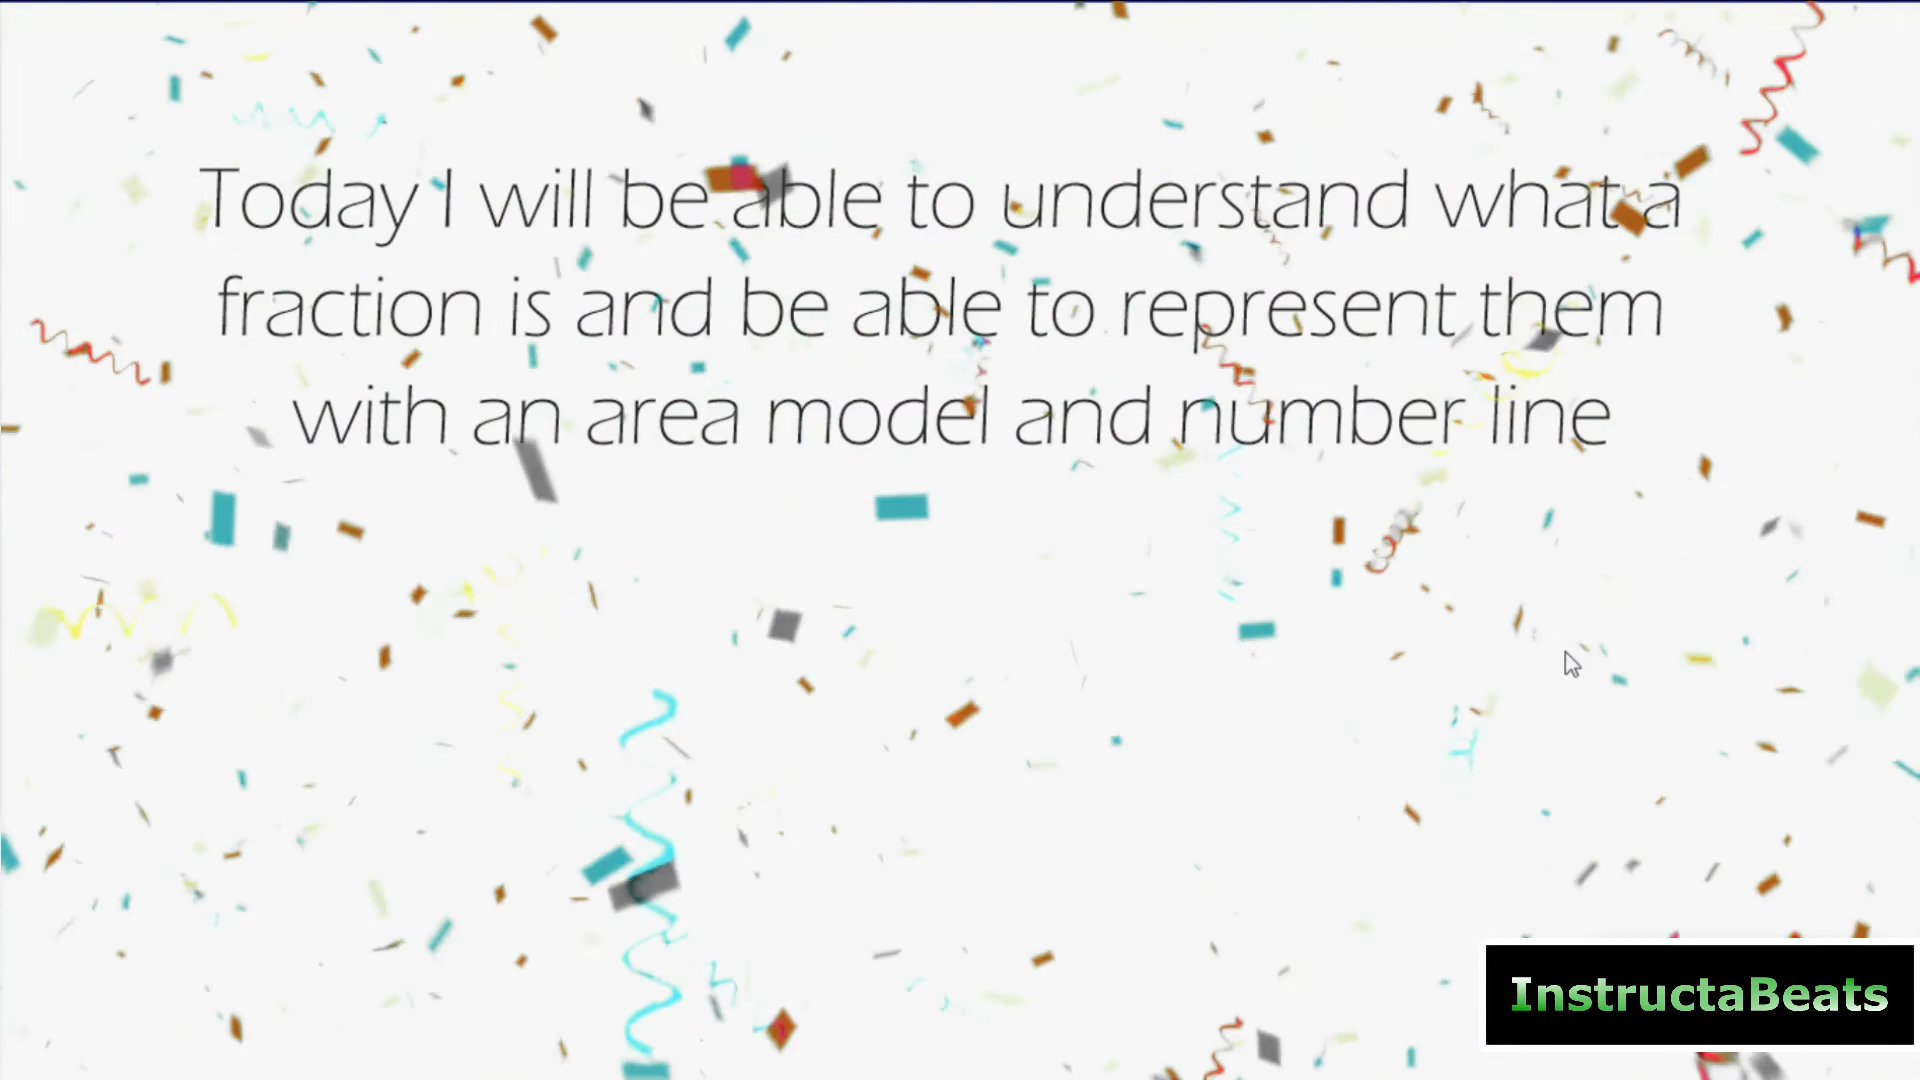 Today I will be able to understand what a
fraction is and be able to represent them
with an area model and number line
InstructaBeats